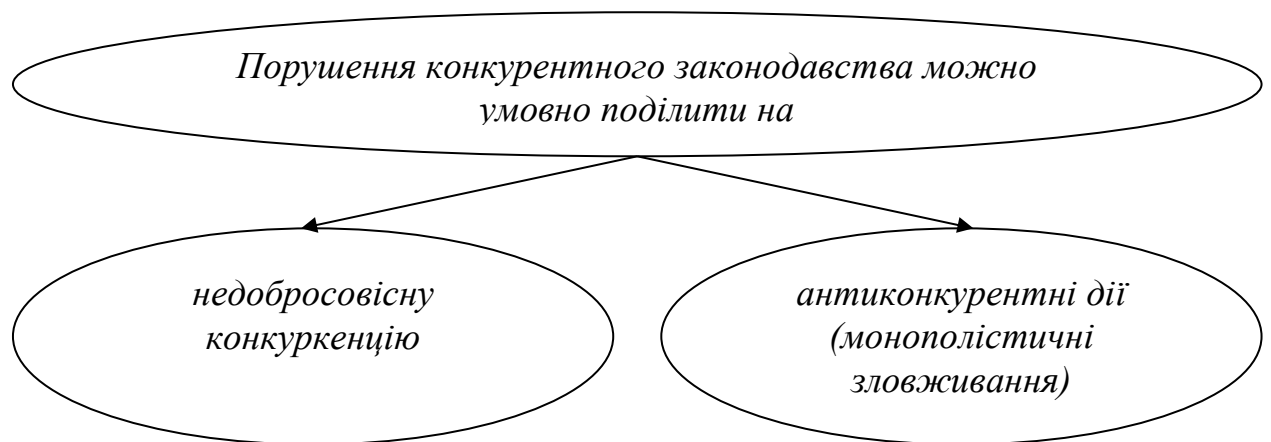 Порушення конкурентного законодавства можно
умовно поділити на
недобросовісну
конкуркенцію
антиконкурентні дії
(монополістичні
зловживання)